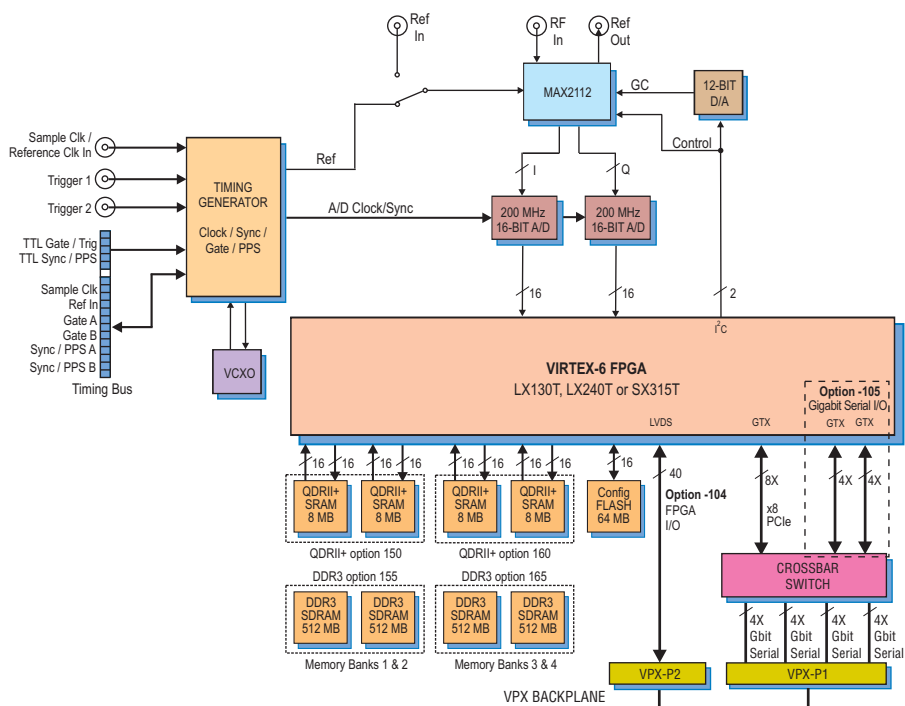 Ref
In
RF
In
Ref
Out
MAX2112
GC
12-BIT
D/A
Control
Sample Clk /
Reference Clk In
Trigger 1
Trigger 2
TTL Gate / Trig
TTL Sync / PPS
Sample Clk
Ref In
Gate A
Gate B
Sync / PPS A
Sync / PPS B
Timing Bus
TIMING
GENERATOR
Clock / Sync /
Gate / PPS
VCXO
Ref
A/D Clock/Sync
I
Q
200 MHz
16-BIT A/D
200 MHz
16-BIT A/D
16
16
2
I2C
VIRTEX-6 FPGA
LX130T, LX240T or SX315T
LVDS
GTX
Option -105
Gigabit Serial I/O
GTX
GTX
16
16
16
16
16
16
16
16
16
40
8X
4X
4X
QDRII+
SRAM
8 MB
QDRII+
SRAM
8 MB
QDRII+
SRAM
8 MB
QDRII+
SRAM
8 MB
Config
FLASH
64 MB
Option -104
FPGA
I/O
x8
PCIe
QDRII+ option 150
QDRII+ option 160
DDR3 option 155
DDR3 option 165
DDR3
SDRAM
512 MB
DDR3
SDRAM
512 MB
DDR3
SDRAM
512 MB
DDR3
SDRAM
512 MB
Memory Banks 1 & 2
Memory Banks 3 & 4
CROSSBAR
SWITCH
4X
Gbit
Serial
4X
Gbit
Serial
4X
Gbit
Serial
4X
Gbit
Serial
VPX-P2
VPX-P1
VPX BACKPLANE